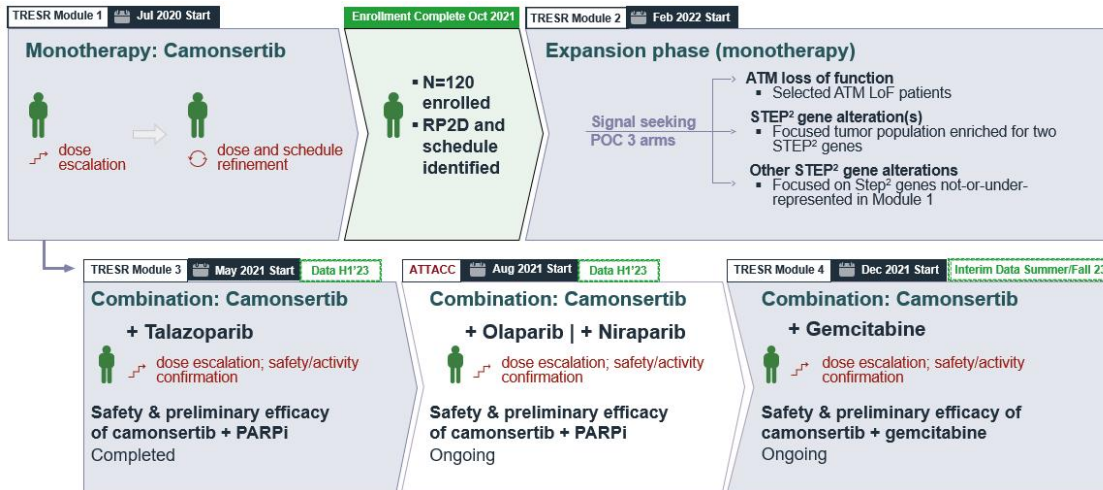 TRESR Module 1
Jul 2020 Start
Monotherapy: Camonsertib
dose
escalation
dose and schedule
refinement
Enrollment Complete Oct 2021
▪ N=120
enrolled
▪ RP2D and
schedule
identified
TRESR Module 2
Feb 2022 Start
Expansion phase (monotherapy)
Signal seeking
POC 3 arms
ATM loss of function
▪ Selected ATM LoF patients
STEP² gene alteration(s)
▪ Focused tumor population enriched for two
STEP² genes
Other STEP² gene alterations
▪ Focused on Step² genes not-or-under-
represented in Module 1
TRESR Module 3
May 2021 Start
Data H1'23
Combination: Camonsertib
+ Talazoparib
dose escalation; safety/activity
confirmation
Safety & preliminary efficacy
of camonsertib + PARPi
Completed
ATTACC
Aug 2021 Start
Data H1'23
Combination: Camonsertib
+ Olaparib | + Niraparib
dose escalation; safety/activity
confirmation
Safety & preliminary efficacy
of camonsertib + PARPi
Ongoing
TRESR Module 4
Dec 2021 Start
Interim Data Summer/Fall 23
Combination: Camonsertib
+ Gemcitabine
dose escalation; safety/activity
confirmation
Safety & preliminary efficacy of
camonsertib + gemcitabine
Ongoing